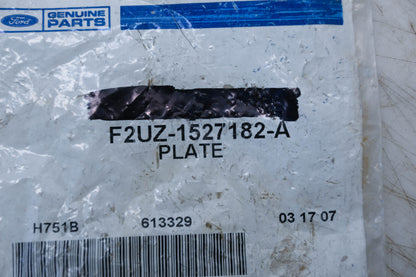 Ford GENUINE
PARTS
F2UZ-1527182-A
PLATE
H751B 613329 03 17 07